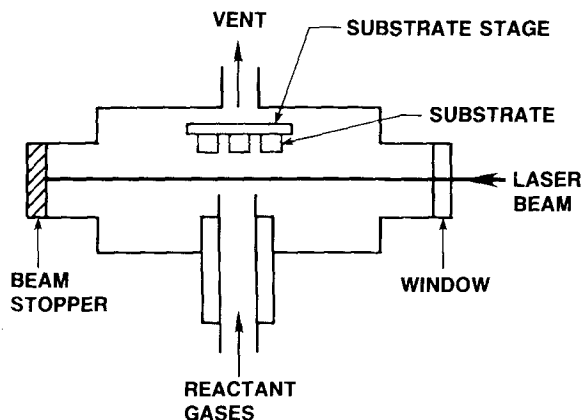 VENT
SUBSTRATE STAGE
SUBSTRATE
LASER
BEAM
BEAM
STOPPER
WINDOW
REACTANT
GASES